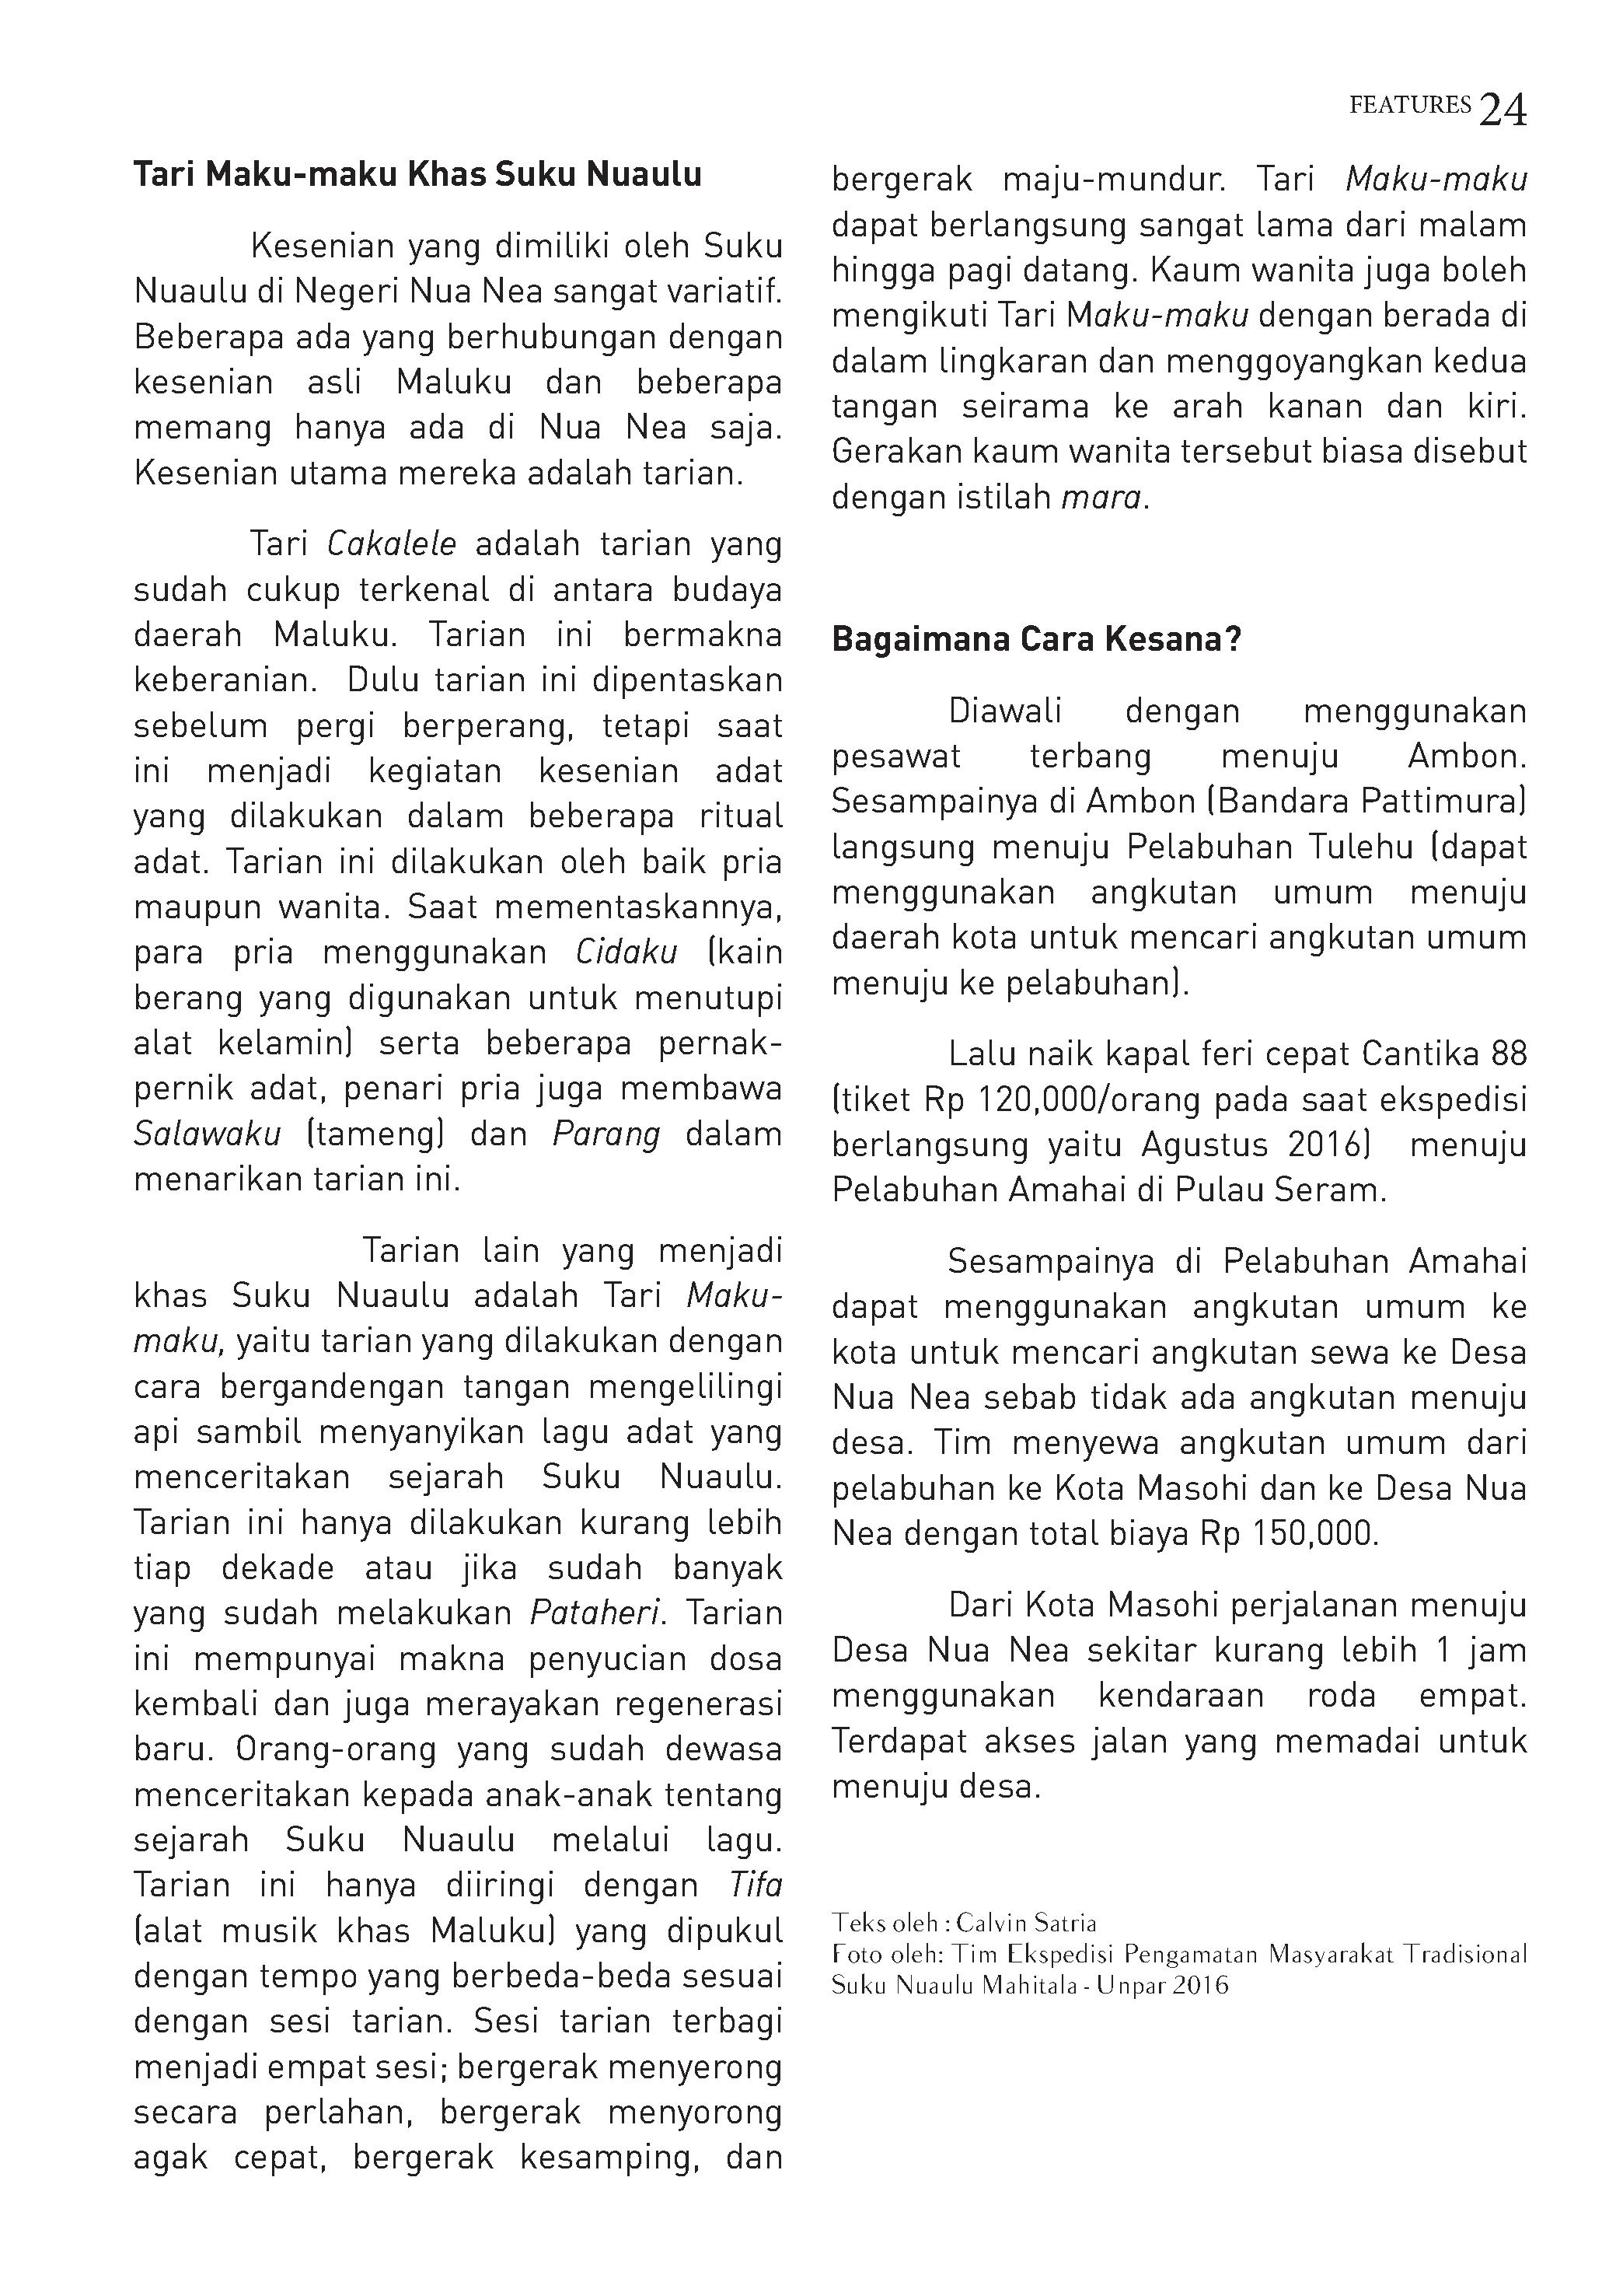 FEATURES 24
Tari Maku-maku Khas Suku Nuaulu
Kesenian yang dimiliki oleh Suku
Nuaulu di Negeri Nua Nea sangat variatif.
Beberapa ada yang berhubungan dengan
kesenian asli Maluku dan beberapa
memang hanya ada di Nua Nea saja.
Kesenian utama mereka adalah tarian.
Tari Cakalele adalah tarian yang
sudah cukup terkenal di antara budaya
daerah Maluku. Tarian ini bermakna
keberanian. Dulu tarian ini dipentaskan
sebelum pergi berperang, tetapi saat
ini menjadi kegiatan kesenian adat
yang dilakukan dalam beberapa ritual
adat. Tarian ini dilakukan oleh baik pria
maupun wanita. Saat mementaskannya,
para pria menggunakan Cidaku (kain
berang yang digunakan untuk menutupi
alat kelamin) serta beberapa pernak-
pernik adat, penari pria juga membawa
Salawaku (tameng) dan Parang dalam
menarikan tarian ini.
Tarian lain yang menjadi
khas Suku Nuaulu adalah Tari Maku-
maku, yaitu tarian yang dilakukan dengan
cara bergandengan tangan mengelilingi
api sambil menyanyikan lagu adat yang
menceritakan sejarah Suku Nuaulu.
Tarian ini hanya dilakukan kurang lebih
tiap dekade atau jika sudah banyak
yang sudah melakukan Pataheri. Tarian
ini mempunyai makna penyucian dosa
kembali dan juga merayakan regenerasi
baru. Orang-orang yang sudah dewasa
menceritakan kepada anak-anak tentang
sejarah Suku Nuaulu melalui lagu.
Tarian ini hanya diiringi dengan Tifa
(alat musik khas Maluku) yang dipukul
dengan tempo yang berbeda-beda sesuai
dengan sesi tarian. Sesi tarian terbagi
menjadi empat sesi; bergerak menyerong
secara perlahan, bergerak menyorong
agak cepat, bergerak kesamping, dan
bergerak maju-mundur. Tari Maku-maku
dapat berlangsung sangat lama dari malam
hingga pagi datang. Kaum wanita juga boleh
mengikuti Tari Maku-maku dengan berada di
dalam lingkaran dan menggoyangkan kedua
tangan seirama ke arah kanan dan kiri.
Gerakan kaum wanita tersebut biasa disebut
dengan istilah mara.
Bagaimana Cara Kesana?
Diawali dengan menggunakan
pesawat terbang menuju Ambon.
Sesampainya di Ambon (Bandara Pattimura)
langsung menuju Pelabuhan Tulehu (dapat
menggunakan angkutan umum menuju
daerah kota untuk mencari angkutan umum
menuju ke pelabuhan).
Lalu naik kapal feri cepat Cantika 88
(tiket Rp 120,000/orang pada saat ekspedisi
berlangsung yaitu Agustus 2016) menuju
Pelabuhan Amahai di Pulau Seram.
Sesampainya di Pelabuhan Amahai
dapat menggunakan angkutan umum ke
kota untuk mencari angkutan sewa ke Desa
Nua Nea sebab tidak ada angkutan menuju
desa. Tim menyewa angkutan umum dari
pelabuhan ke Kota Masohi dan ke Desa Nua
Nea dengan total biaya Rp 150,000.
Dari Kota Masohi perjalanan menuju
Desa Nua Nea sekitar kurang lebih 1 jam
menggunakan kendaraan roda empat.
Terdapat akses jalan yang memadai untuk
menuju desa.
Teks oleh : Calvin Satria
Foto oleh: Tim Ekspedisi Pengamatan Masyarakat Tradisional
Suku Nuaulu Mahitala - Unpar 2016